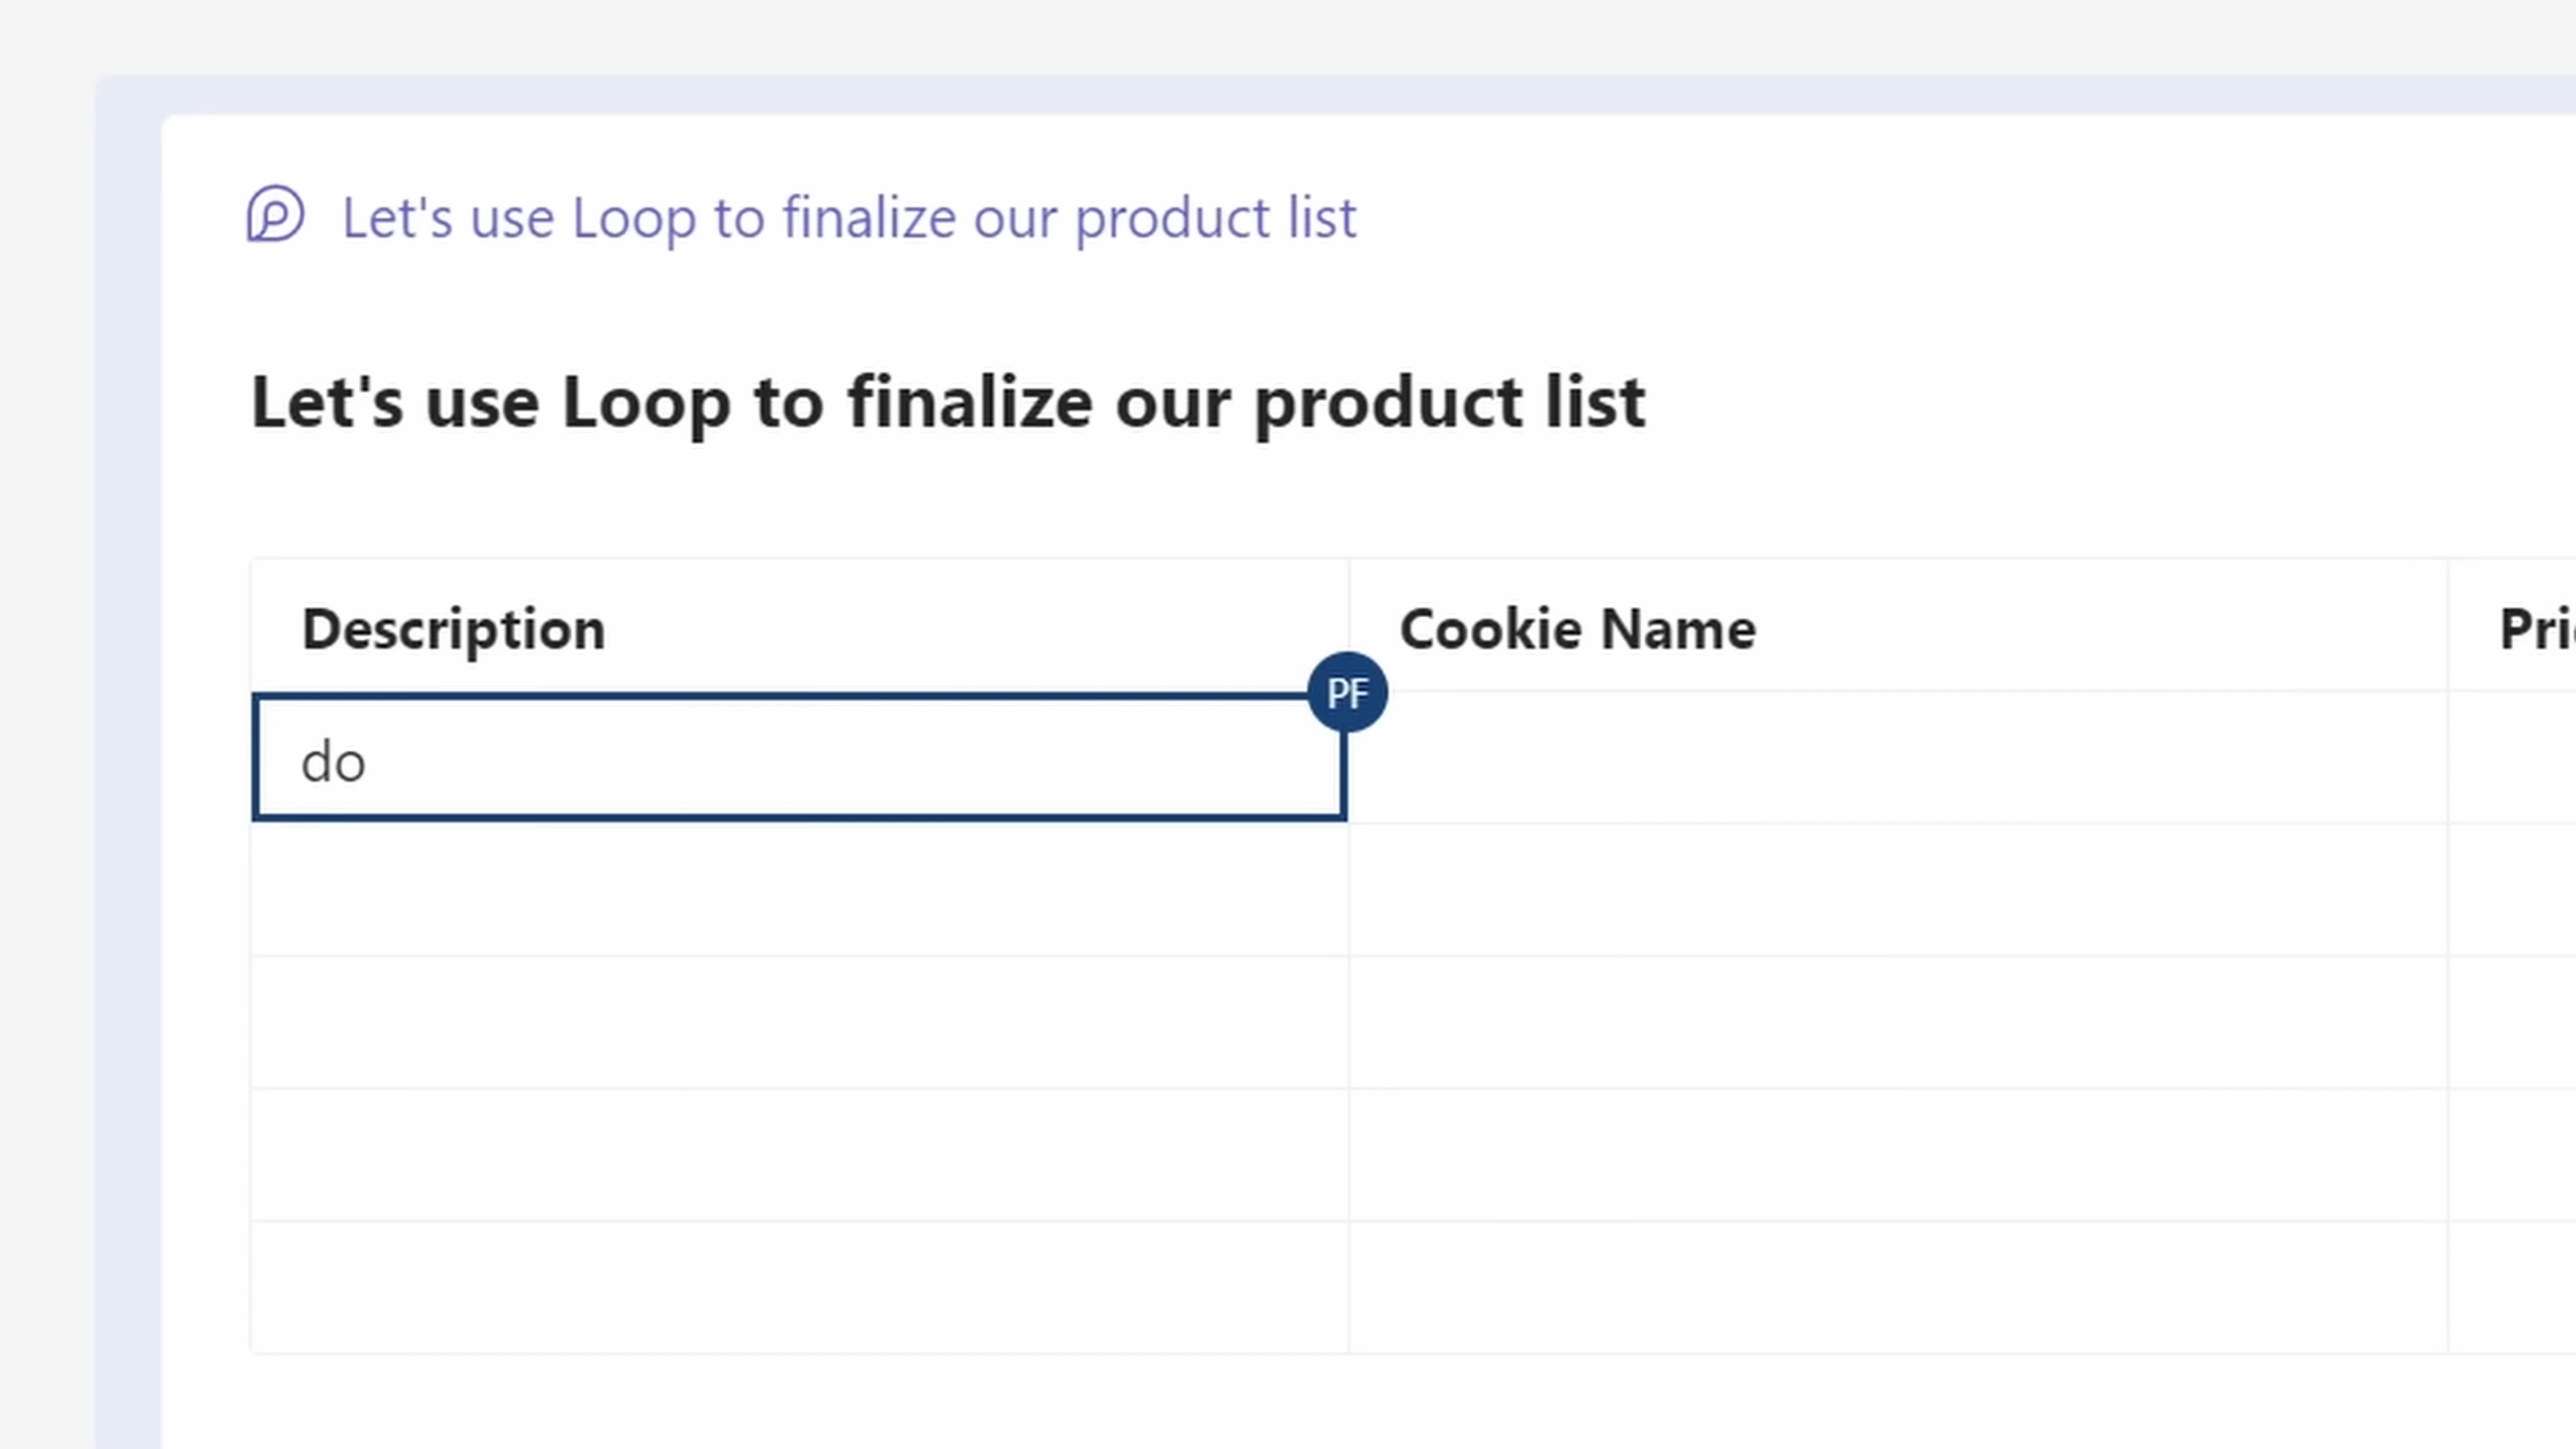 Let's use Loop to finalize our product list
Let's use Loop to finalize our product list
Description Cookie Name
PF
do